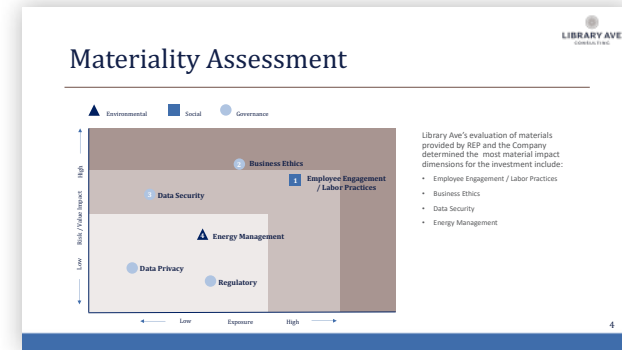 LIBRARY AVE
CONSULTING
Materiality Assessment
Environmental
Social
Governance
High
Risk / Value Impact
Low
2
Business Ethics
1
Employee Engagement
/ Labor Practices
3
Data Security
4
Energy Management
Data Privacy
Regulatory
Low
Exposure
High
Library Ave's evaluation of materials
provided by REP and the Company
determined the most material impact
dimensions for the investment include:
• Employee Engagement / Labor Practices
• Business Ethics
• Data Security
• Energy Management
4